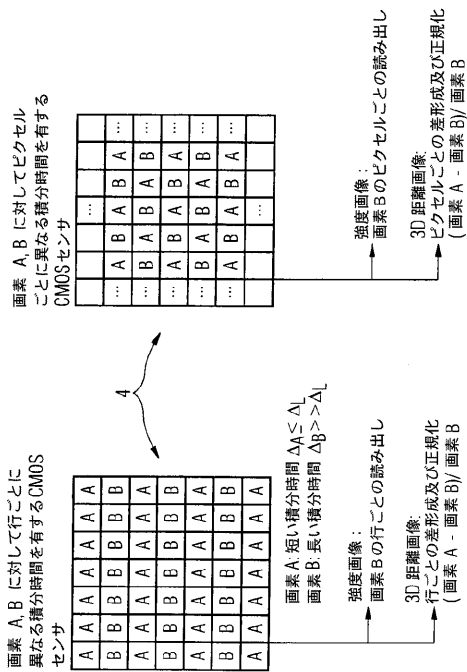 画素 A, B に対して行ごとに
異なる積分時間を有するCMOS
センサ
A A A A A A A
B B B B B B B
A A A A A A A
B B B B B B B
A A A A A A A
B B B B B B B
A A A A A A A
画素 A: 短い積分時間 ΔA≦ΔL
画素 B: 長い積分時間 ΔB>>ΔL
強度画像:
画素 B の行ごとの読み出し
3D 距離画像:
行ごとの差形成及び正規化
( 画素 A - 画素 B)/ 画素 B
4
画素 A, B に対してピクセル
ごとに異なる積分時間を有する
CMOSセンサ
…
… A B A B A …
… B A B A B …
… A B A B A …
… B A B A B …
… A B A B A …
…
強度画像:
画素 B のピクセルごとの読み出し
3D 距離画像:
ピクセルごとの差形成及び正規化
( 画素 A - 画素 B)/ 画素 B